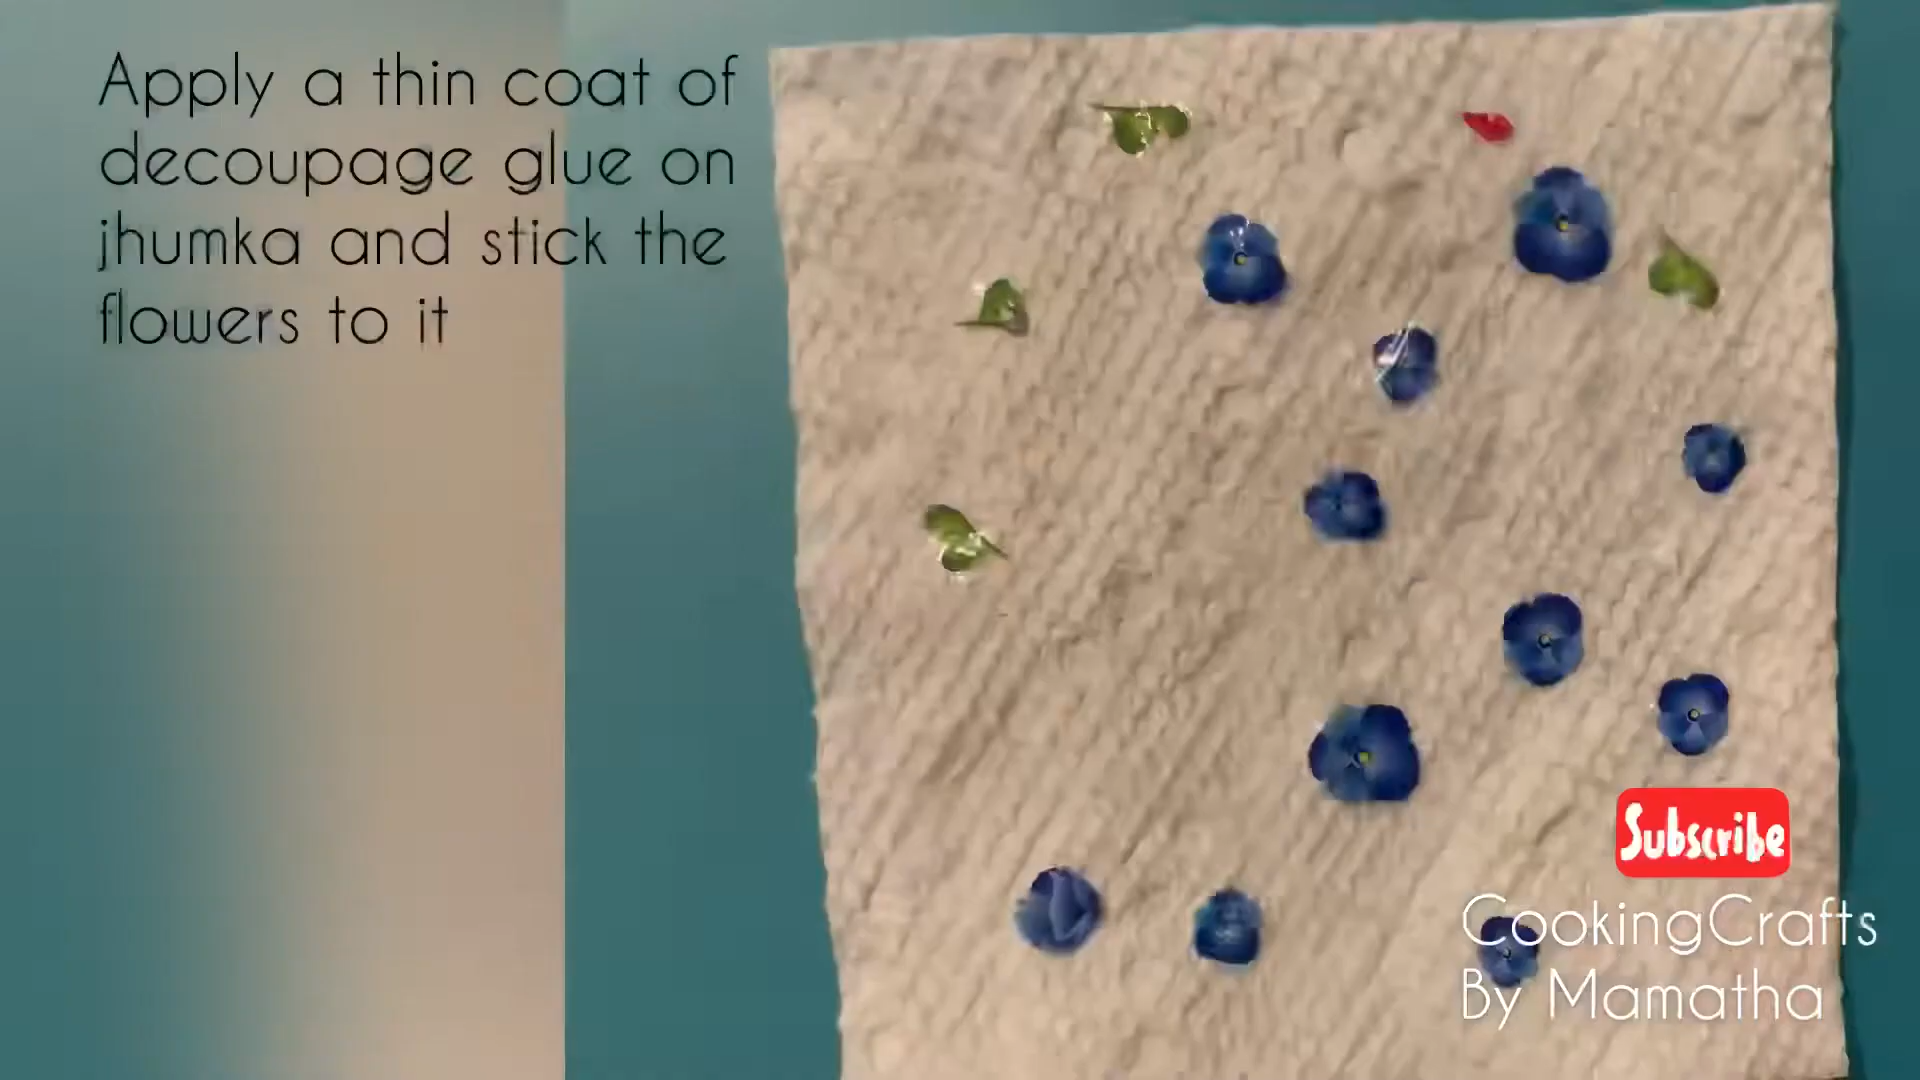 Apply a thin coat of
decoupage glue on
jhumka and stick the
flowers to it
Subscribe
CookingCrafts
By Mamatha